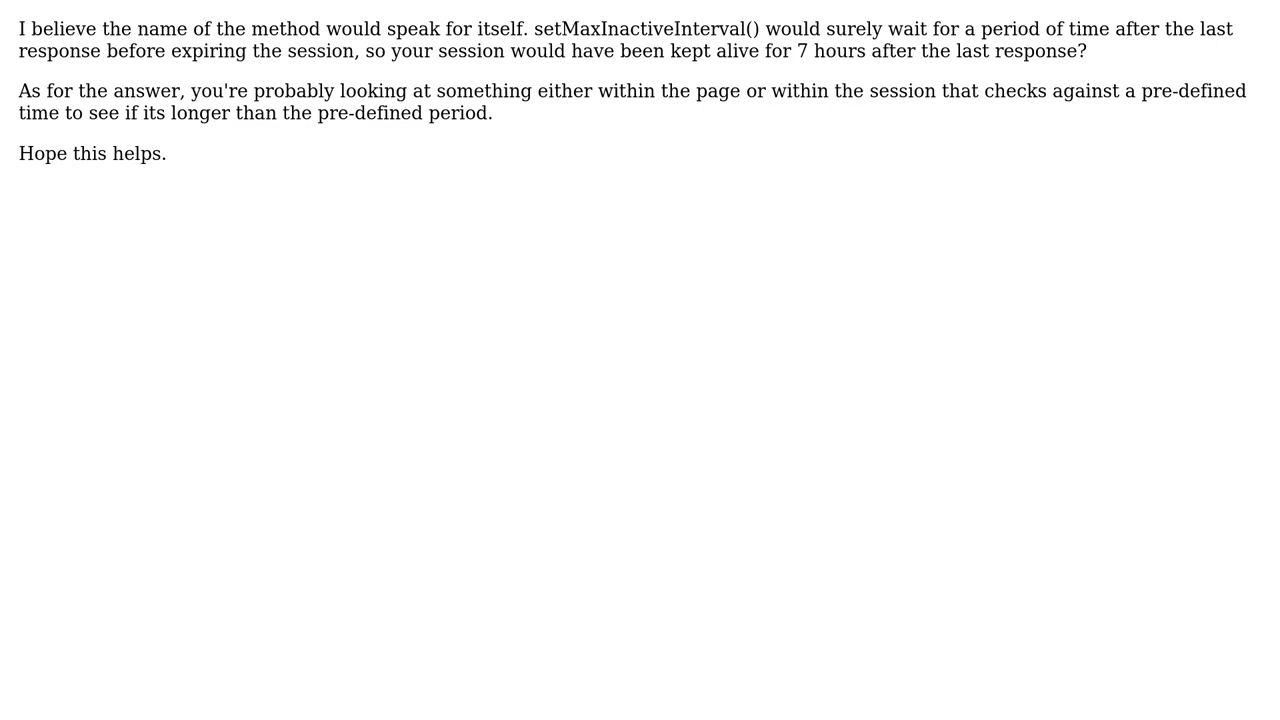 I believe the name of the method would speak for itself. setMaxInactiveInterval() would surely wait for a period of time after the last
response before expiring the session, so your session would have been kept alive for 7 hours after the last response?
As for the answer, you're probably looking at something either within the page or within the session that checks against a pre-defined
time to see if its longer than the pre-defined period.
Hope this helps.